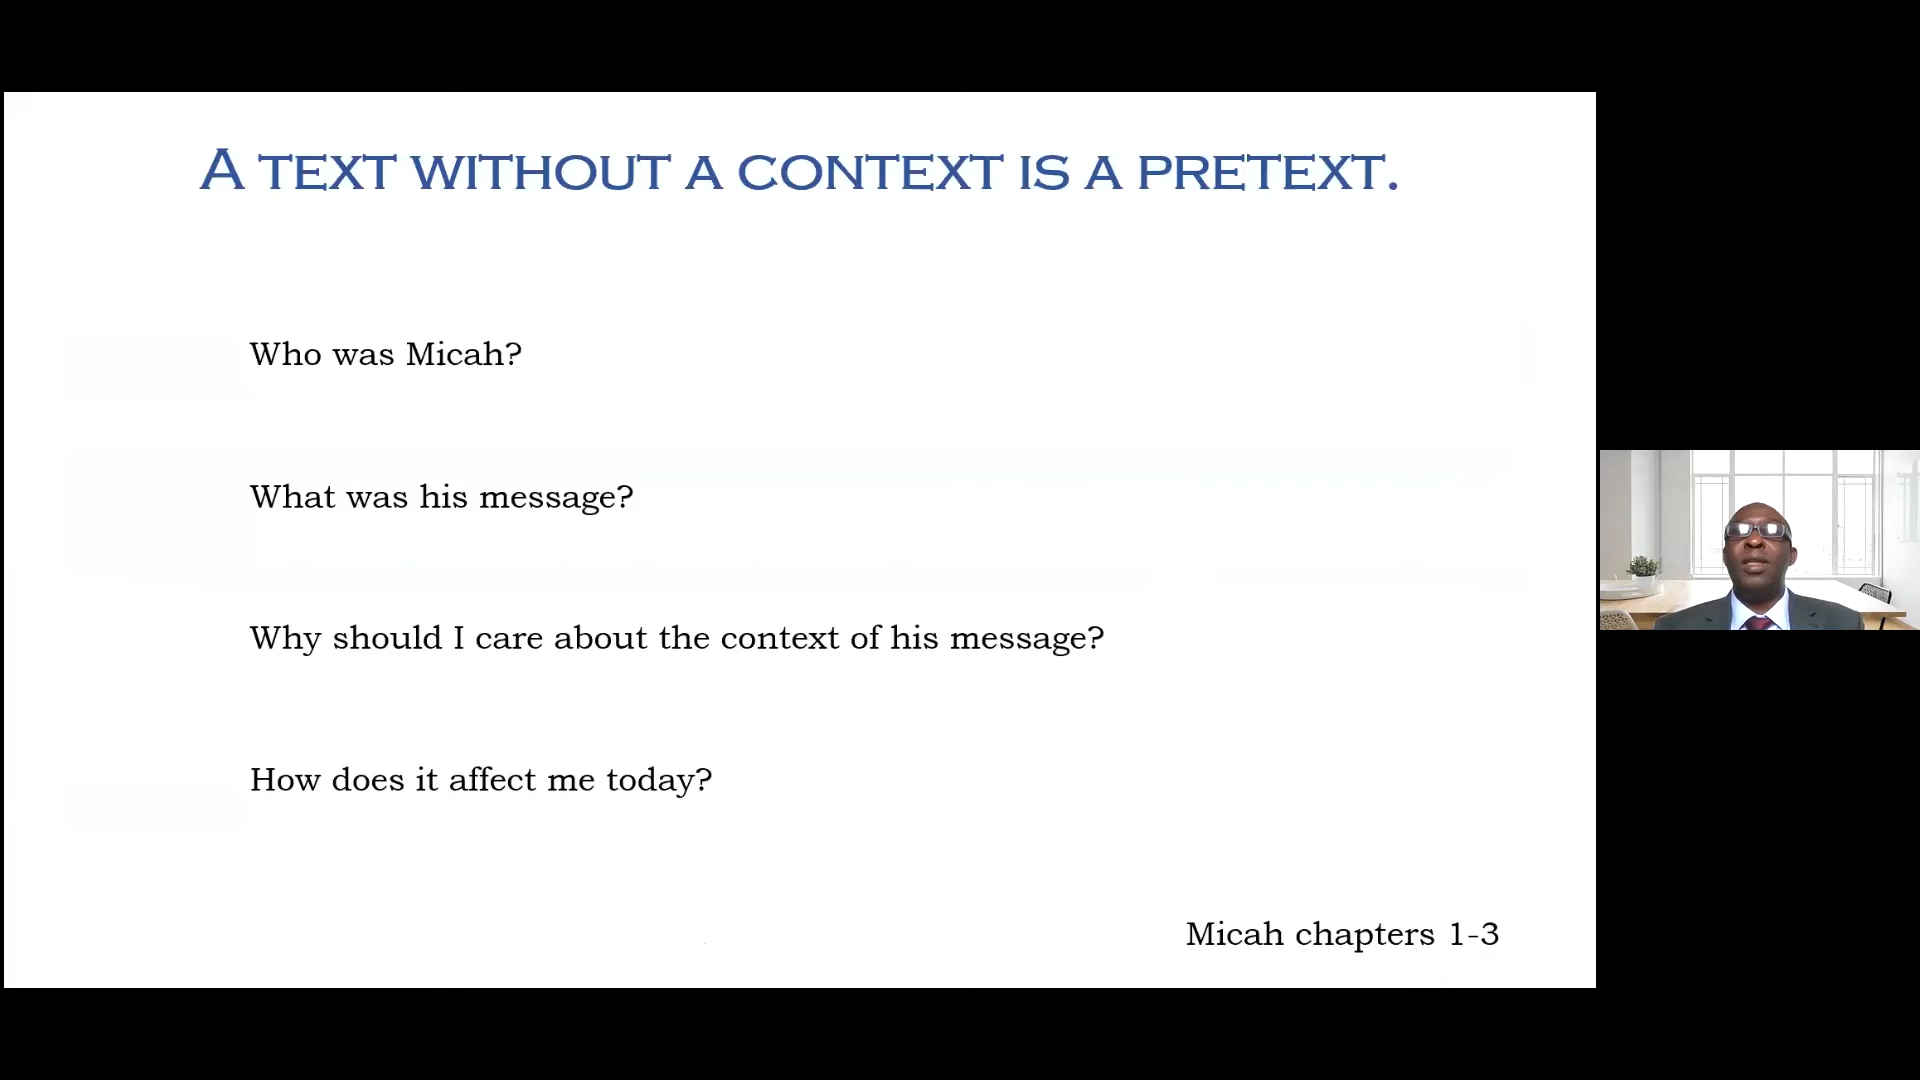 A TEXT WITHOUT A CONTEXT IS A PRETEXT.
Who was Micah?
What was his message?
Why should I care about the context of his message?
How does it affect me today?
Micah chapters 1-3